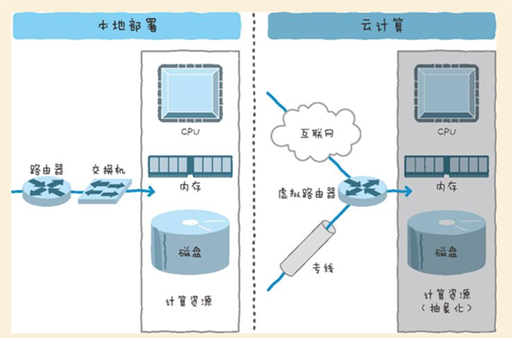 本地部署
云计算
CPU
内存
路由器
交换机
磁盘
计算资源
CPU
互联网
内存
虚拟路由器
专线
磁盘
计算资源
(抽象化)